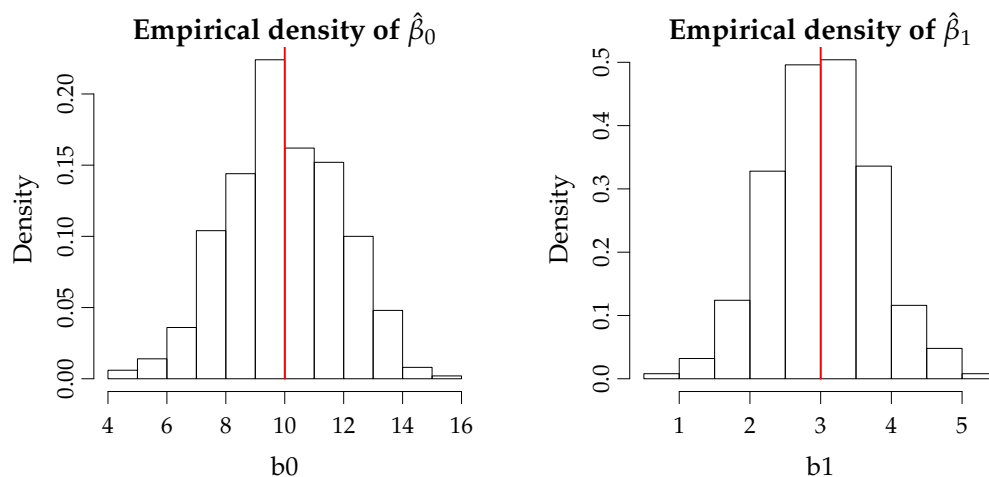 Empirical density of β̂₀
Density
0.00 0.05 0.10 0.15 0.20
4 6 8 10 12 14 16
b0
Empirical density of β̂₁
Density
0.0 0.1 0.2 0.3 0.4 0.5
1 2 3 4 5
b1